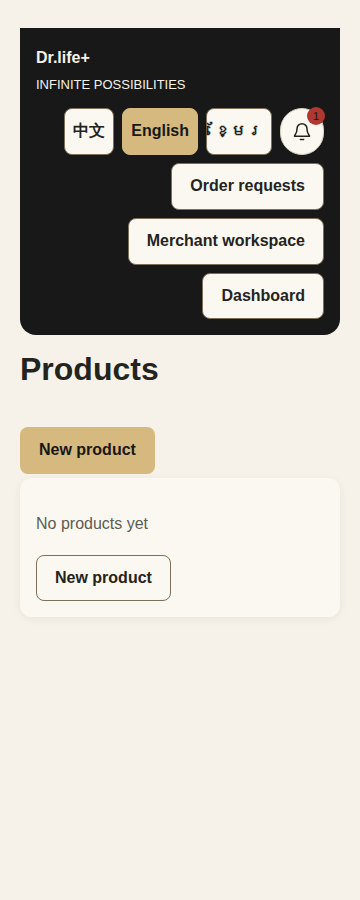 Dr.life+
INFINITE POSSIBILITIES
中文 English ខ្មែរ 1
Order requests
Merchant workspace
Dashboard
Products
New product
No products yet
New product